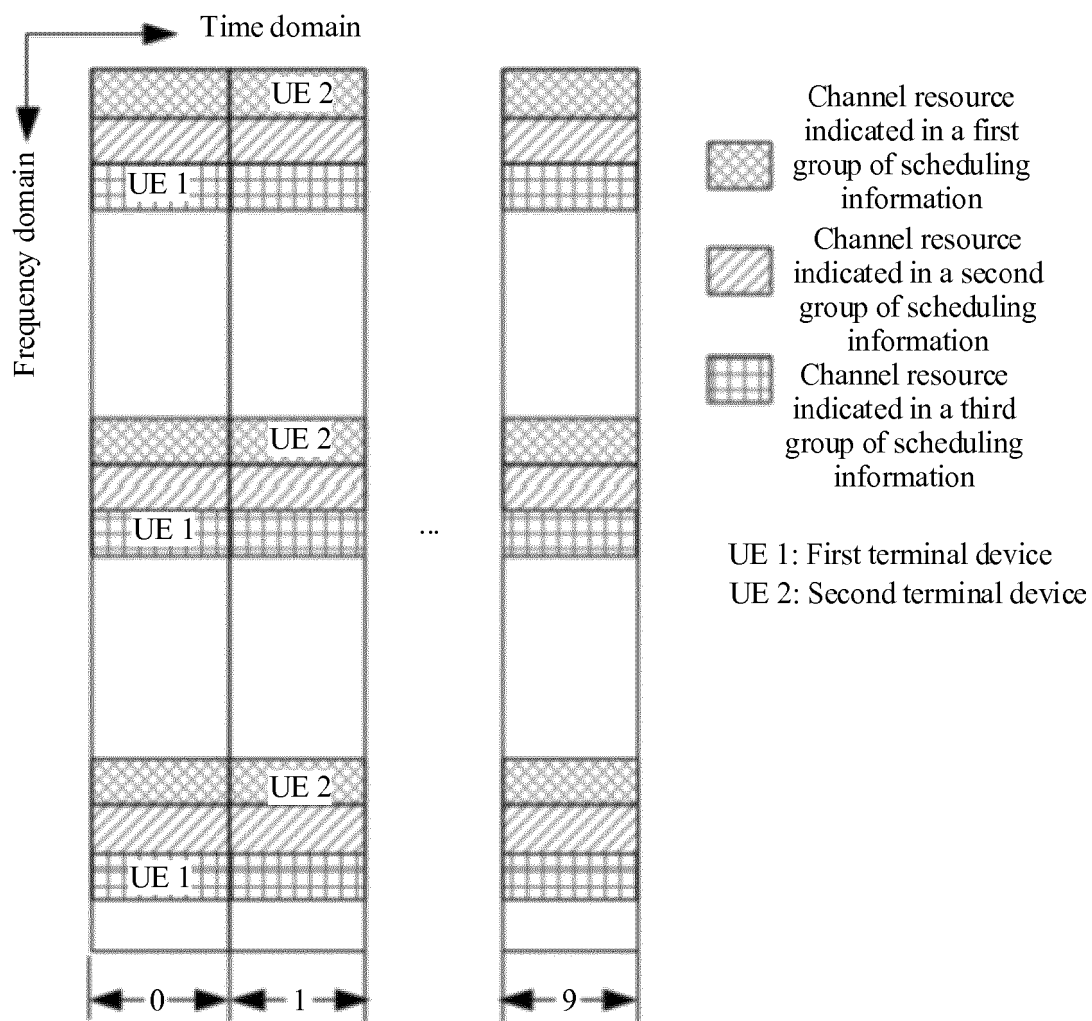 Time domain
Frequency domain
UE 2
UE 1
UE 2
UE 1
...
UE 2
UE 1
0
1
9
Channel resource
indicated in a first
group of scheduling
information
Channel resource
indicated in a second
group of scheduling
information
Channel resource
indicated in a third
group of scheduling
information
UE 1: First terminal device
UE 2: Second terminal device